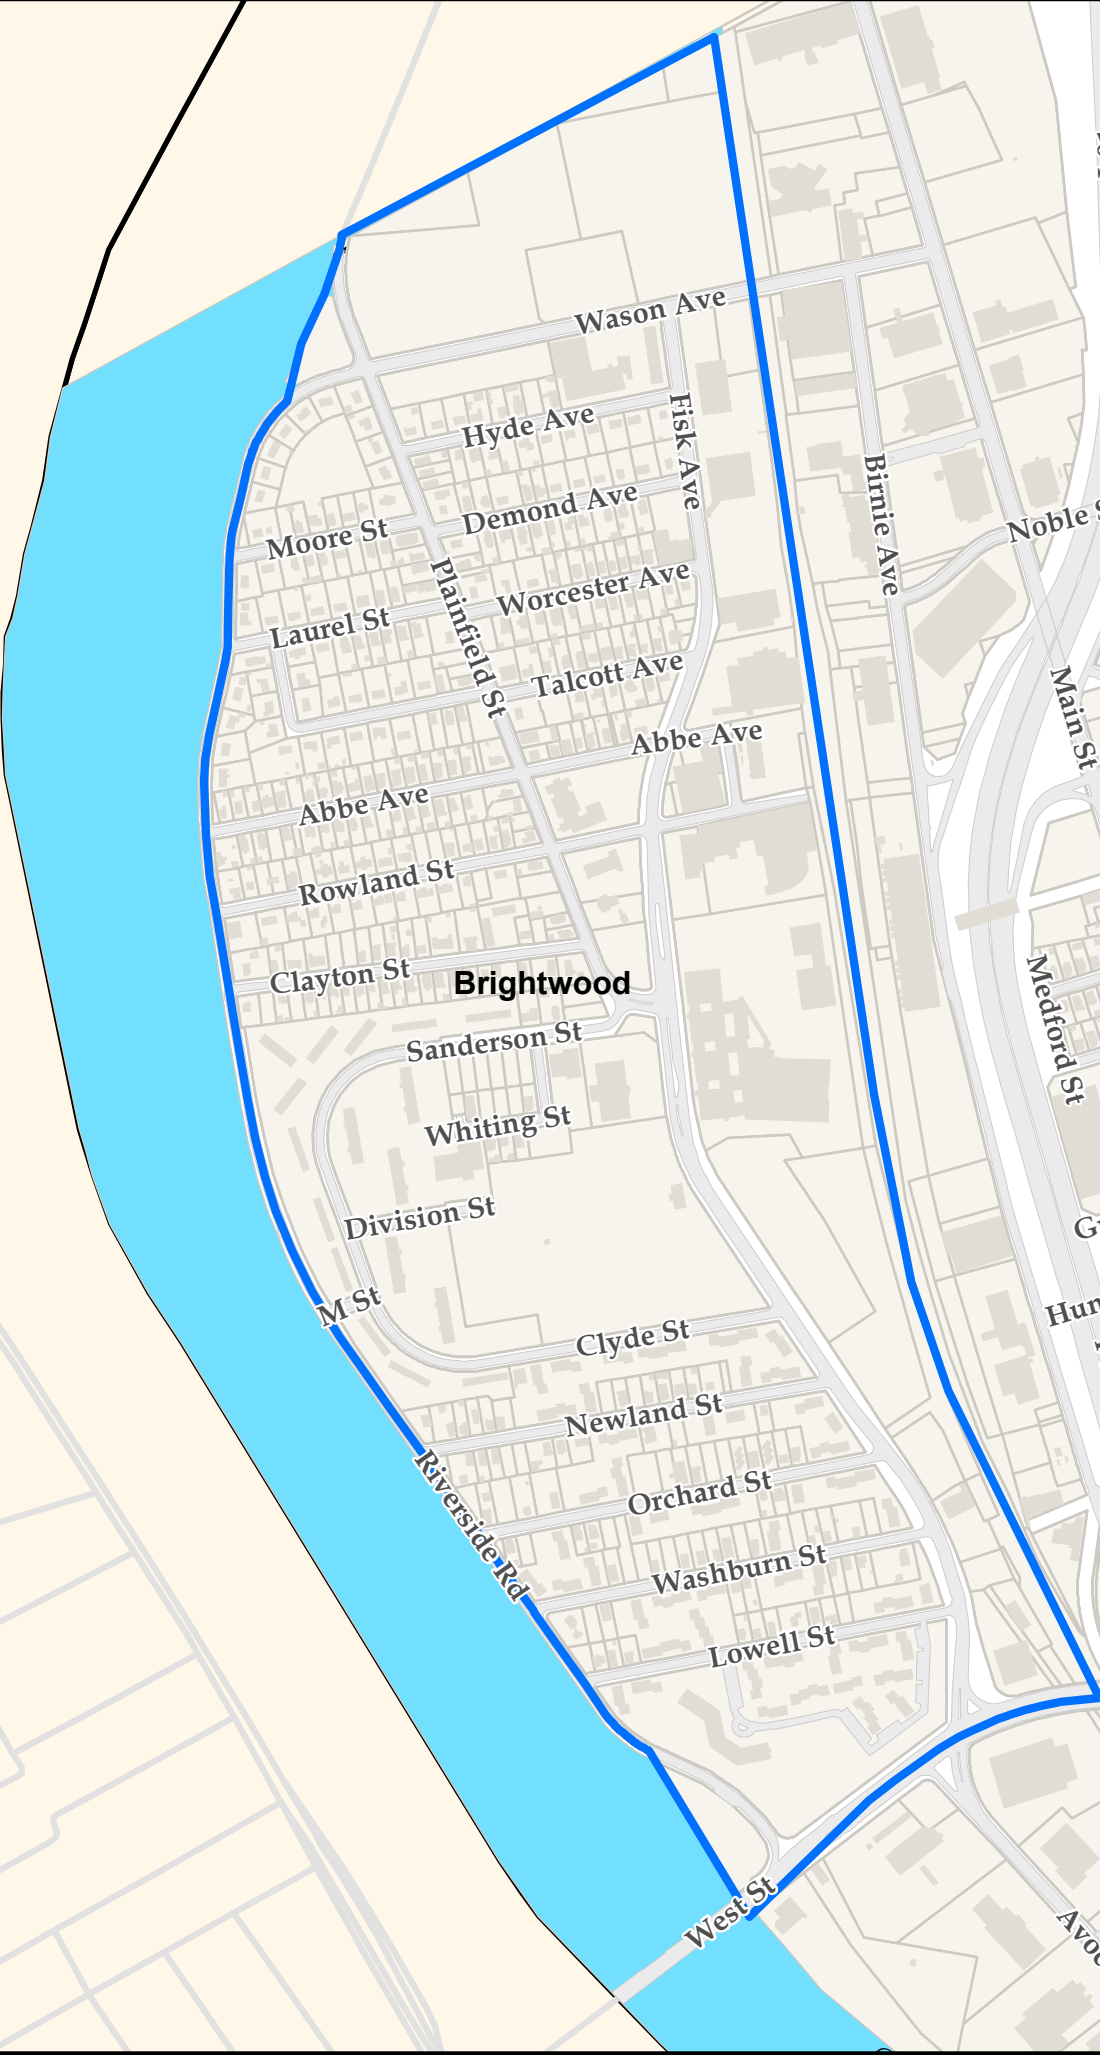 Wason Ave
Hyde Ave
Fisk Ave
Birnie Ave
Demond Ave
Noble
Moore St
Plainfield St
Worcester Ave
Laurel St
Talcott Ave
Main St
Abbe Ave
Abbe Ave
Rowland St
Clayton St
Brightwood
Medford St
Sanderson St
Whiting St
Division St
M St
Clyde St
Newland St
Riverside Rd
Orchard St
Washburn St
Lowell St
West St